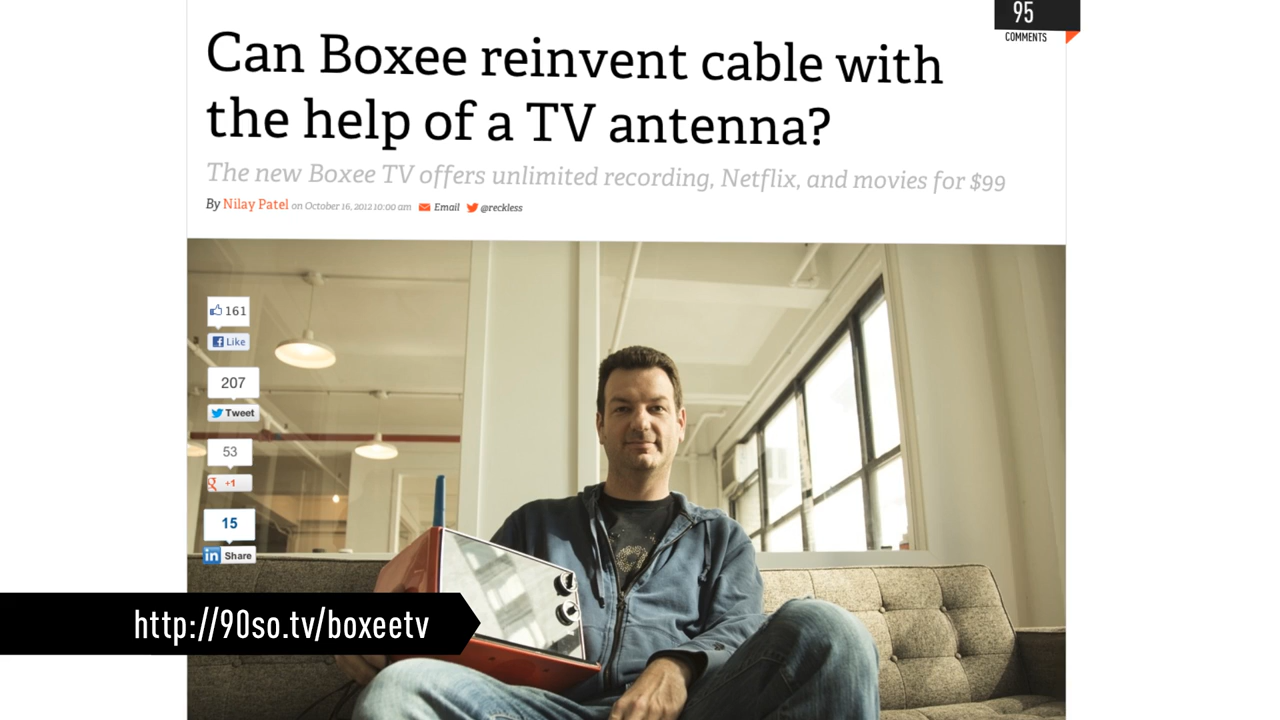 95
COMMENTS
Can Boxee reinvent cable with
the help of a TV antenna?
The new Boxee TV offers unlimited recording, Netflix, and movies for $99
By Nilay Patel on October 16, 2012 10:00 am Email @reckless
161
Like
207
Tweet
53
+1
15
in Share
http://90so.tv/boxeetv